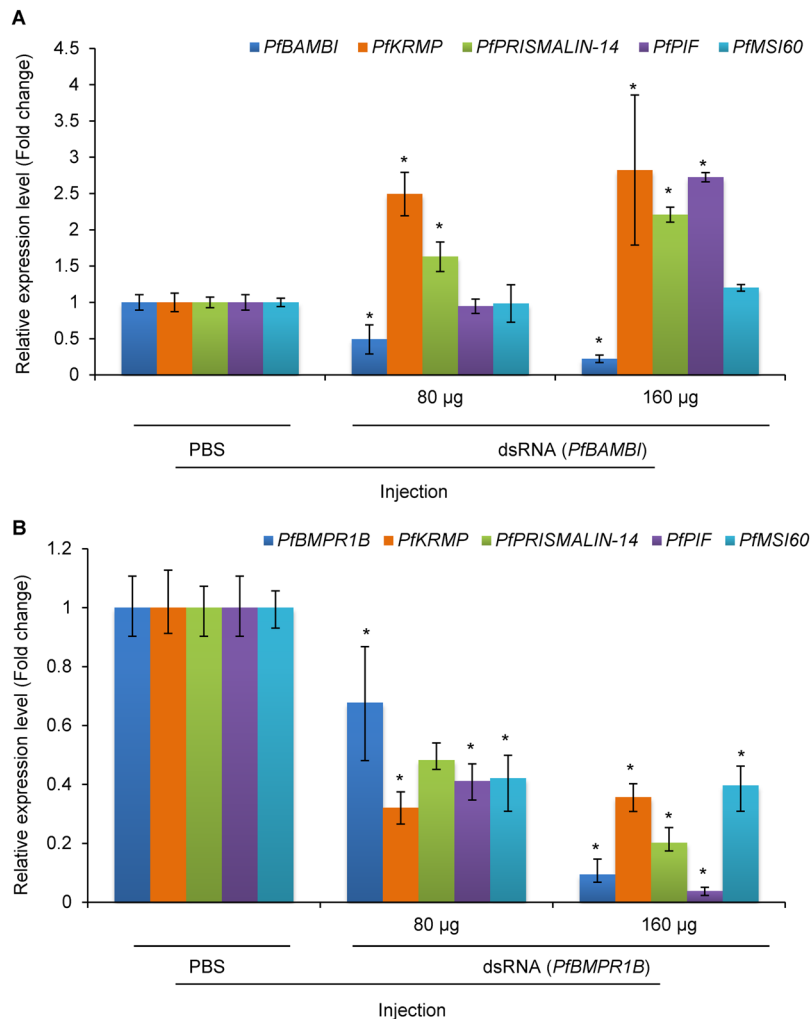 A
PfBAMBI PfKRMP PfPRISMALIN-14 PfPIF PfMSI60
Relative expression level (Fold change)
4.5
4
3.5
3
2.5
2
1.5
1
0.5
0
* * * * * * *
80 µg 160 µg
PBS dsRNA (PfBAMBI)
Injection
B
PfBMPR1B PfKRMP PfPRISMALIN-14 PfPIF PfMSI60
Relative expression level (Fold change)
1.2
1
0.8
0.6
0.4
0.2
0
* * * * * * * * *
80 µg 160 µg
PBS dsRNA (PfBMPR1B)
Injection